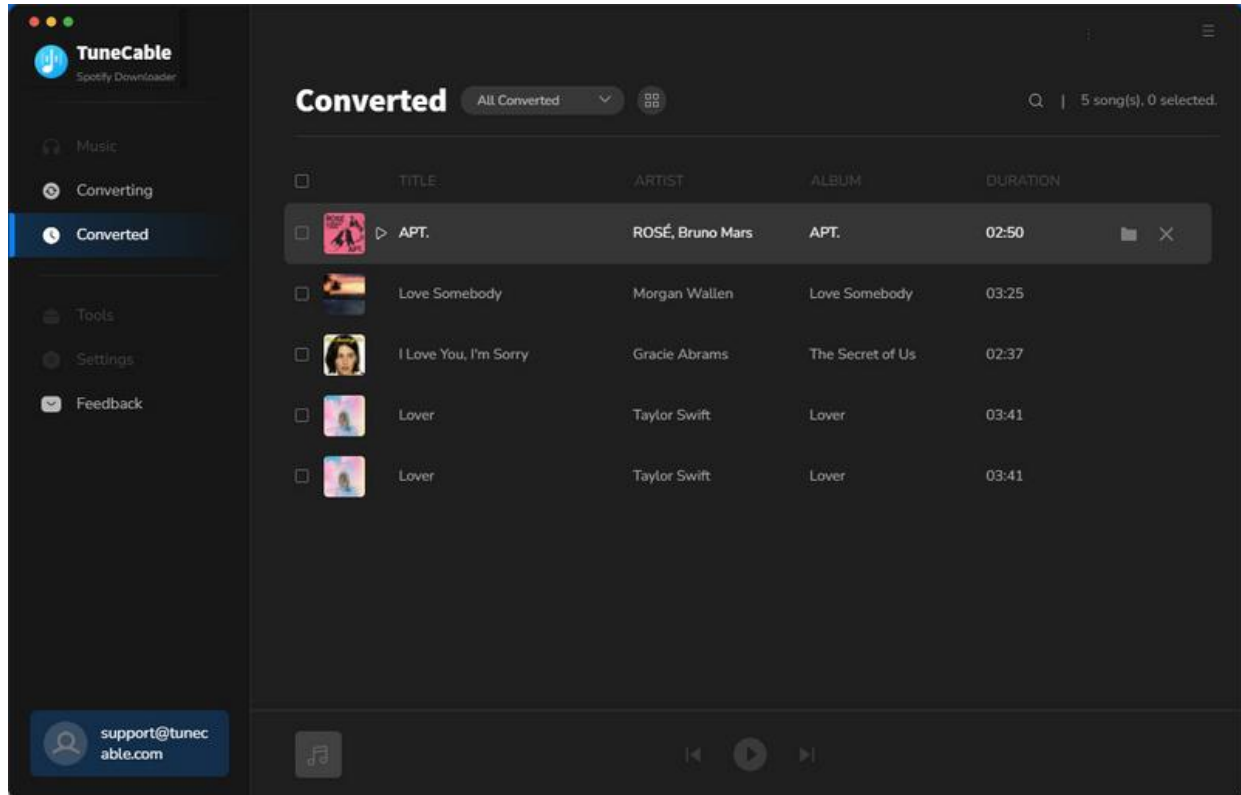 TuneCable
Spotify Downloader
Music
Converting
Converted
Tools
Settings
Feedback
support@tunec
able.com
Converted All Converted | 5 song(s), 0 selected.
TITLE ARTIST ALBUM DURATION
APT. ROSÉ, Bruno Mars APT. 02:50
Love Somebody Morgan Wallen Love Somebody 03:25
I Love You, I'm Sorry Gracie Abrams The Secret of Us 02:37
Lover Taylor Swift Lover 03:41
Lover Taylor Swift Lover 03:41